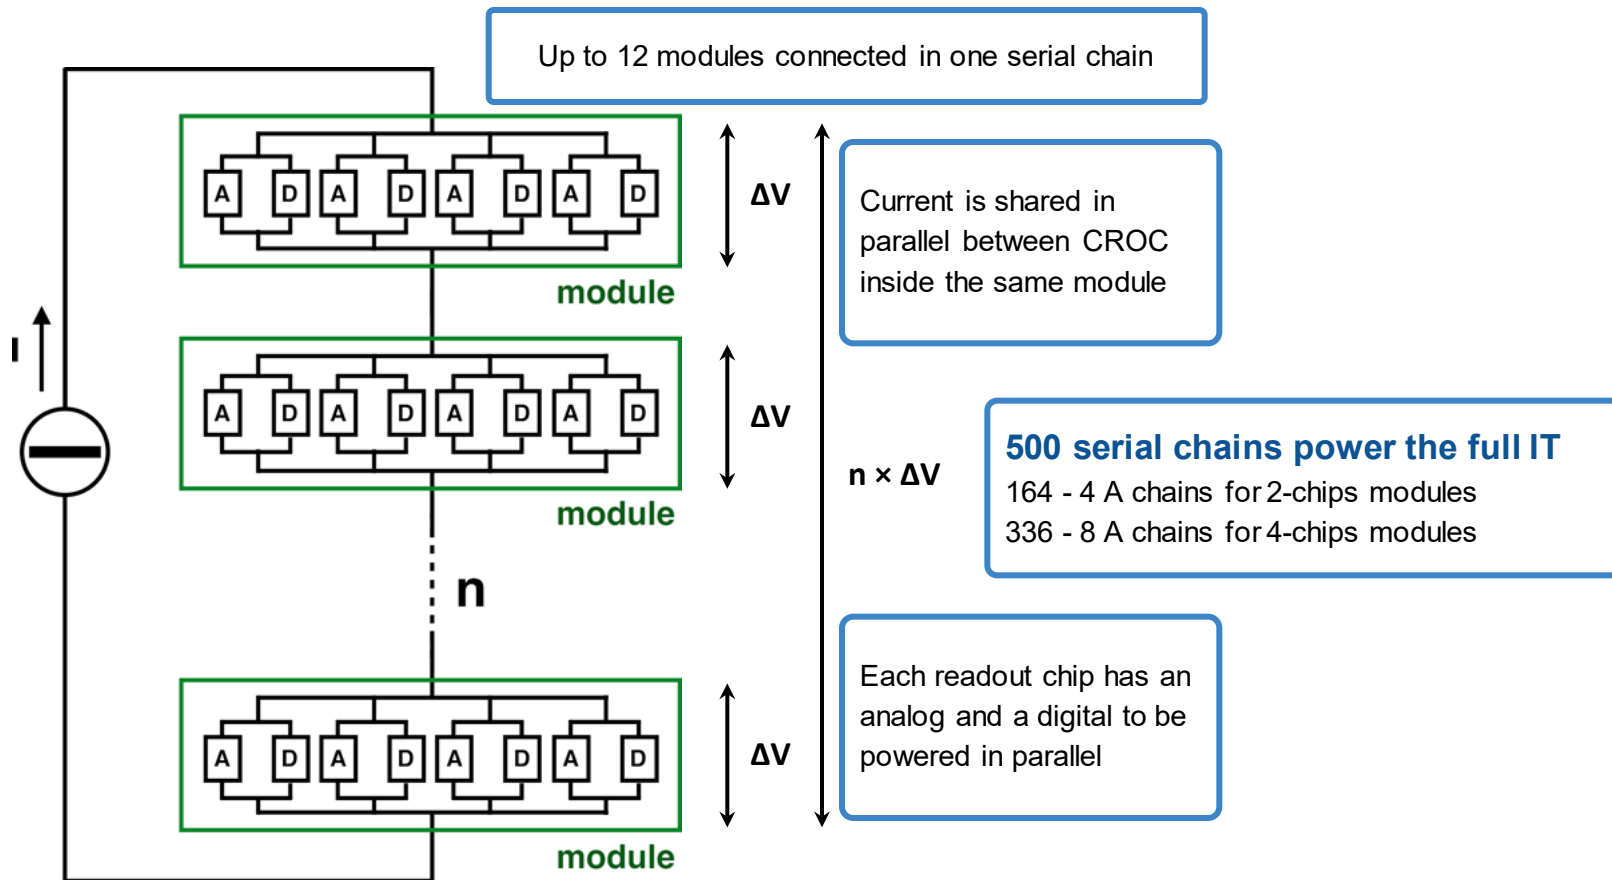 Up to 12 modules connected in one serial chain
A D A D A D A D
ΔV
module
Current is shared in
parallel between CROC
inside the same module
I
A D A D A D A D
ΔV
module
n × ΔV
500 serial chains power the full IT
164 - 4 A chains for 2-chips modules
336 - 8 A chains for 4-chips modules
n
Each readout chip has an
analog and a digital to be
powered in parallel
A D A D A D A D
ΔV
module